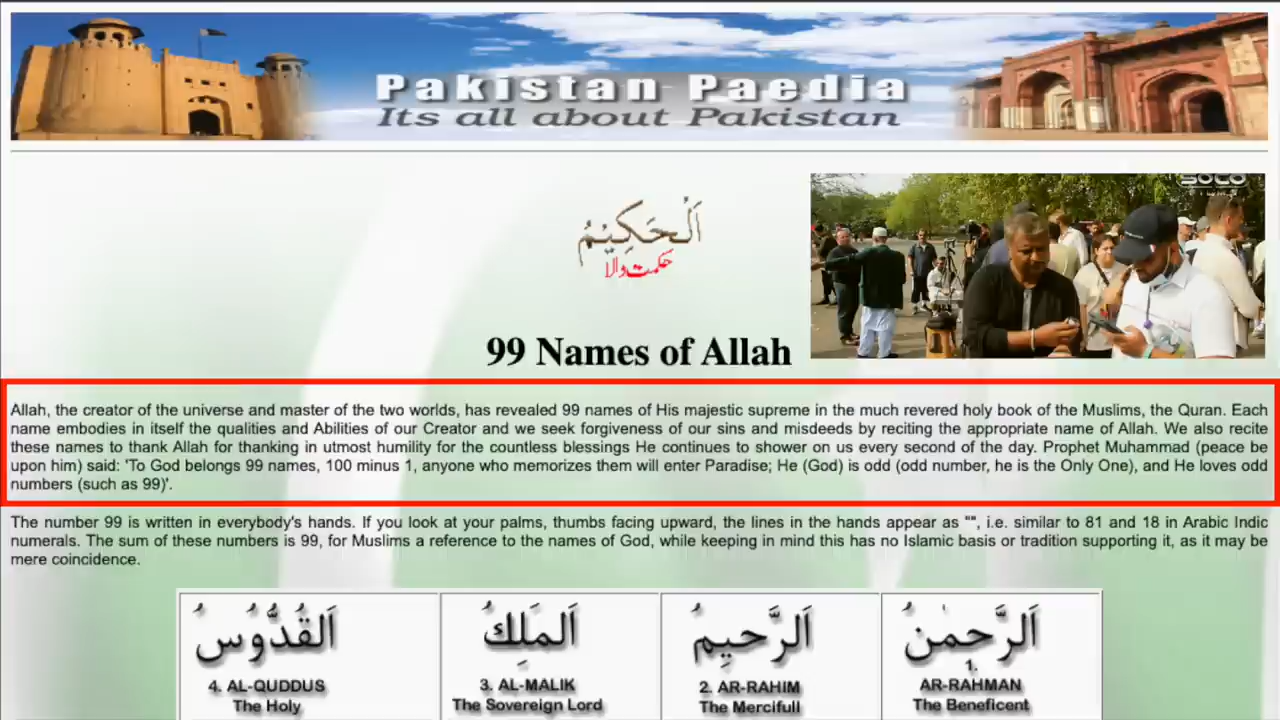 Pakistan Paedia
Its all about Pakistan
SOCO
اَلْحَكِيْمُ
حکمت والا
99 Names of Allah
Allah, the creator of the universe and master of the two worlds, has revealed 99 names of His majestic supreme in the much revered holy book of the Muslims, the Quran. Each
name embodies in itself the qualities and Abilities of our Creator and we seek forgiveness of our sins and misdeeds by reciting the appropriate name of Allah. We also recite
these names to thank Allah for thanking in utmost humility for the countless blessings He continues to shower on us every second of the day. Prophet Muhammad (peace be
upon him) said: 'To God belongs 99 names, 100 minus 1, anyone who memorizes them will enter Paradise; He (God) is odd (odd number, he is the Only One), and He loves odd
numbers (such as 99)'.
The number 99 is written in everybody's hands. If you look at your palms, thumbs facing upward, the lines in the hands appear as "", i.e. similar to 81 and 18 in Arabic Indic
numerals. The sum of these numbers is 99, for Muslims a reference to the names of God, while keeping in mind this has no Islamic basis or tradition supporting it, as it may be
mere coincidence.
اَلْقُدُّوْسُ
4. AL-QUDDUS
The Holy
اَلْمَلِكُ
3. AL-MALIK
The Sovereign Lord
اَلرَّحِيْمُ
2. AR-RAHIM
The Mercifull
اَلرَّحْمٰنُ
1.
AR-RAHMAN
The Beneficent